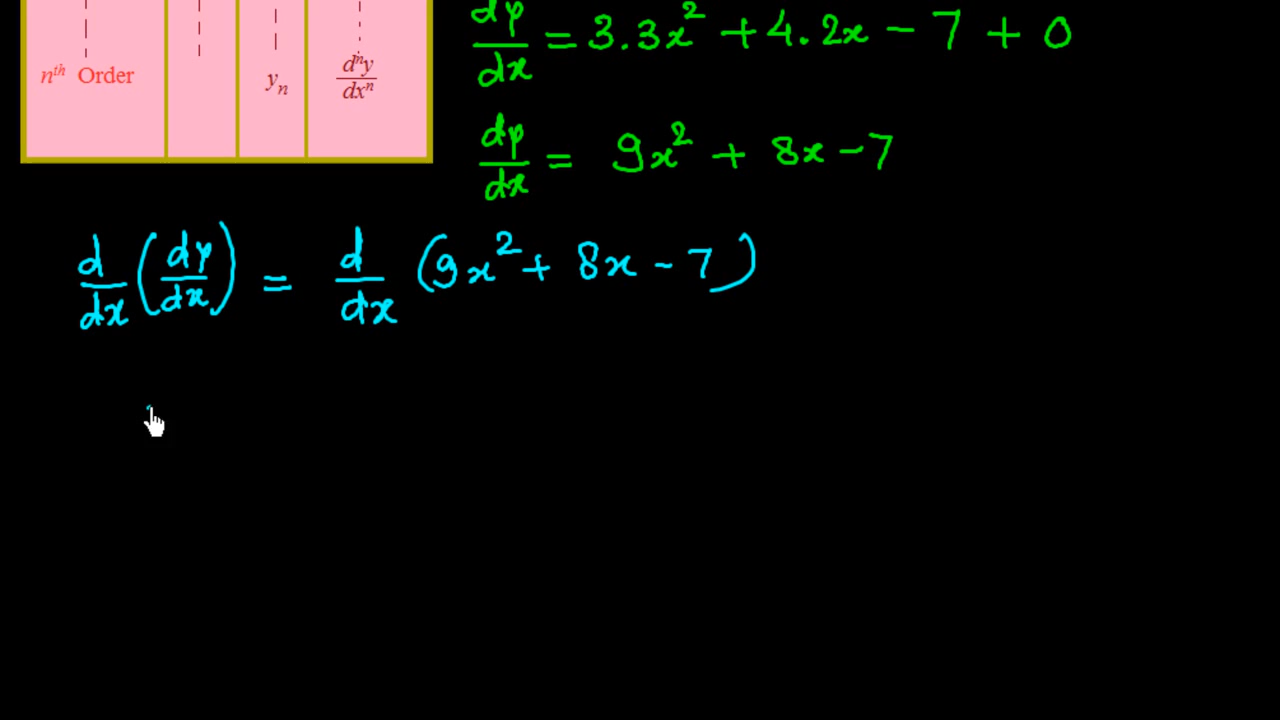 dy/dx = 3.3x² + 4.2x - 7 + 0
nᵗʰ Order yₙ dⁿy/dxⁿ
dy/dx = 9x² + 8x - 7
d/dx (dy/dx) = d/dx (9x² + 8x - 7)